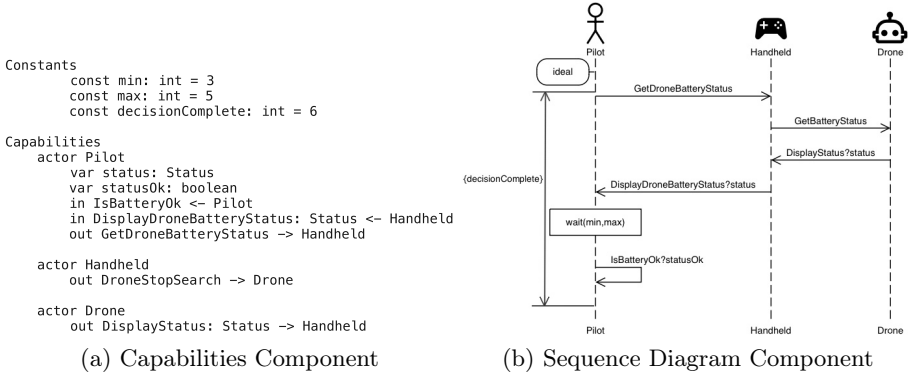 Constants
const min: int = 3
const max: int = 5
const decisionComplete: int = 6
Capabilities
actor Pilot
var status: Status
var statusOk: boolean
in IsBatteryOk <- Pilot
in DisplayDroneBatteryStatus: Status <- Handheld
out GetDroneBatteryStatus -> Handheld
actor Handheld
out DroneStopSearch -> Drone
actor Drone
out DisplayStatus: Status -> Handheld
(a) Capabilities Component
Pilot
Handheld
Drone
ideal
GetDroneBatteryStatus
GetBatteryStatus
DisplayStatus?status
{decisionComplete}
DisplayDroneBatteryStatus?status
wait(min,max)
IsBatteryOk?statusOk
Pilot
Handheld
Drone
(b) Sequence Diagram Component